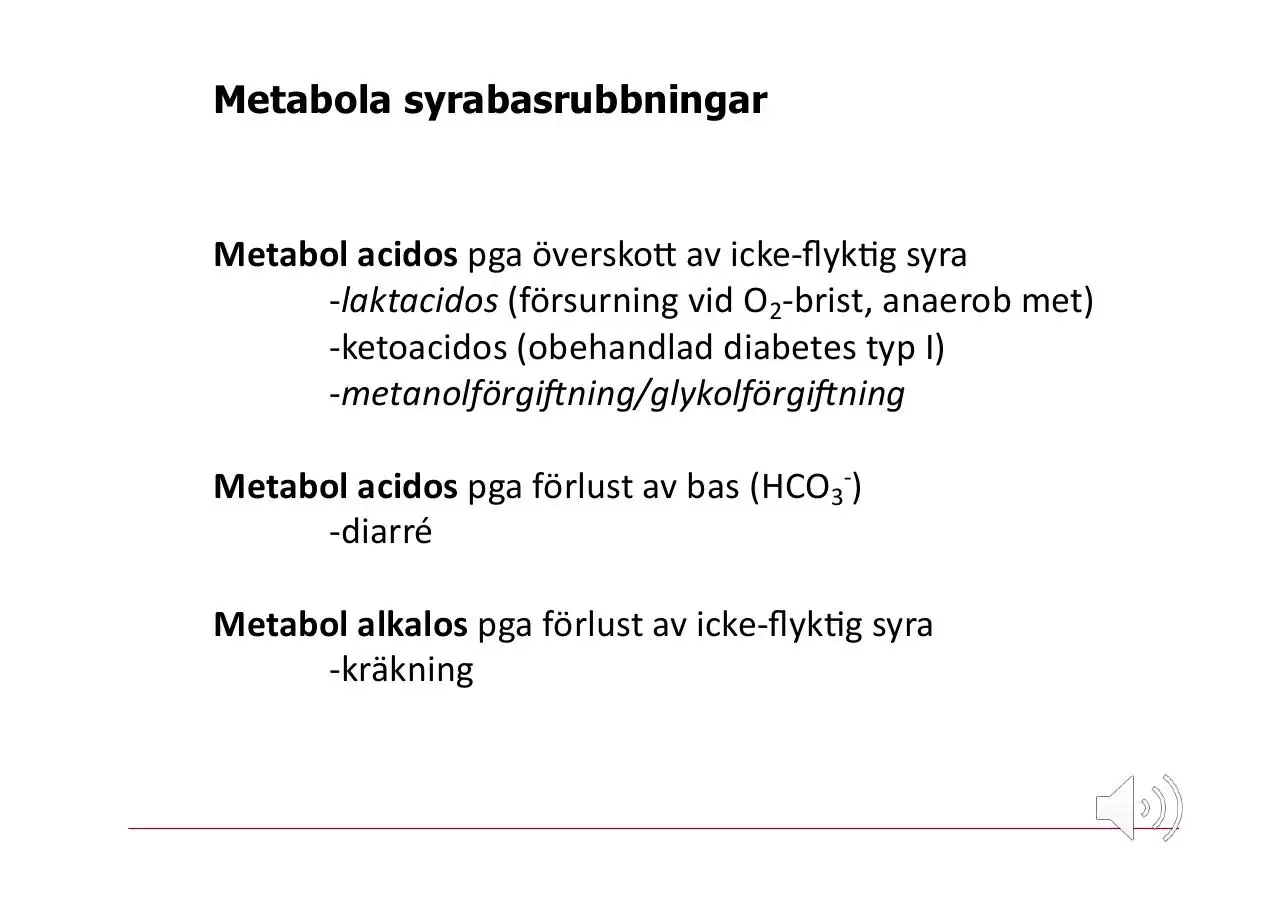 Metabola syrabasrubbningar
Metabol acidos pga överskott av icke-flyktig syra
-laktacidos (försurning vid O₂-brist, anaerob met)
-ketoacidos (obehandlad diabetes typ I)
-metanolförgiftning/glykolförgiftning
Metabol acidos pga förlust av bas (HCO₃⁻)
-diarré
Metabol alkalos pga förlust av icke-flyktig syra
-kräkning